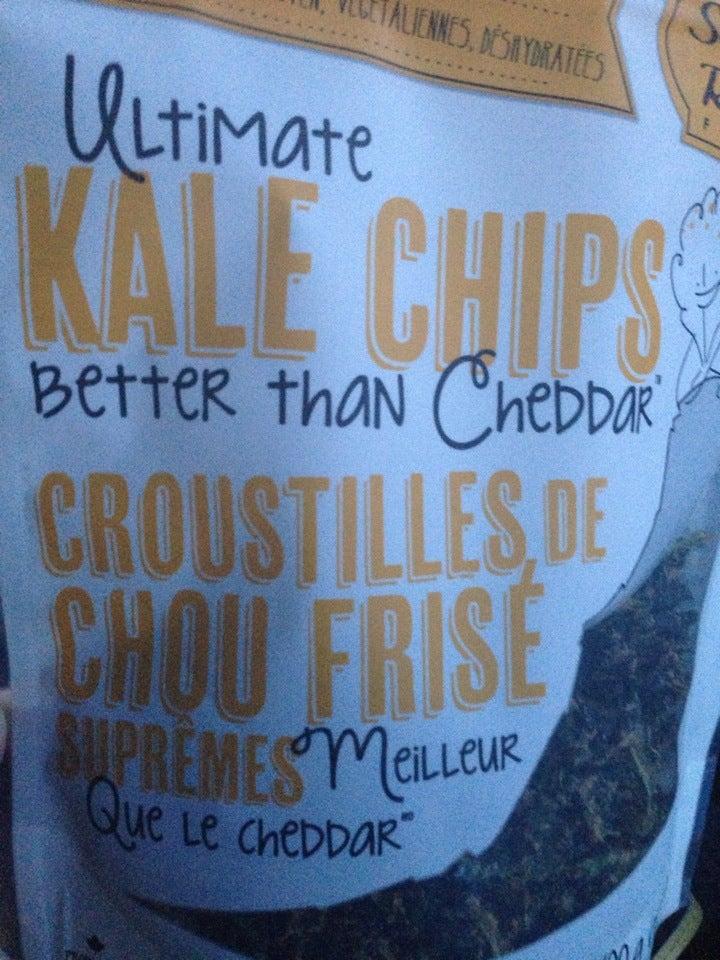 VÉGÉTALIENNES, DÉSHYDRATÉES
ULTIMATE
KALE CHIPS
BETTER THAN CHEDDAR
CROUSTILLES DE
CHOU FRISÉ
SUPRÊMES MEILLEUR
QUE LE CHEDDAR